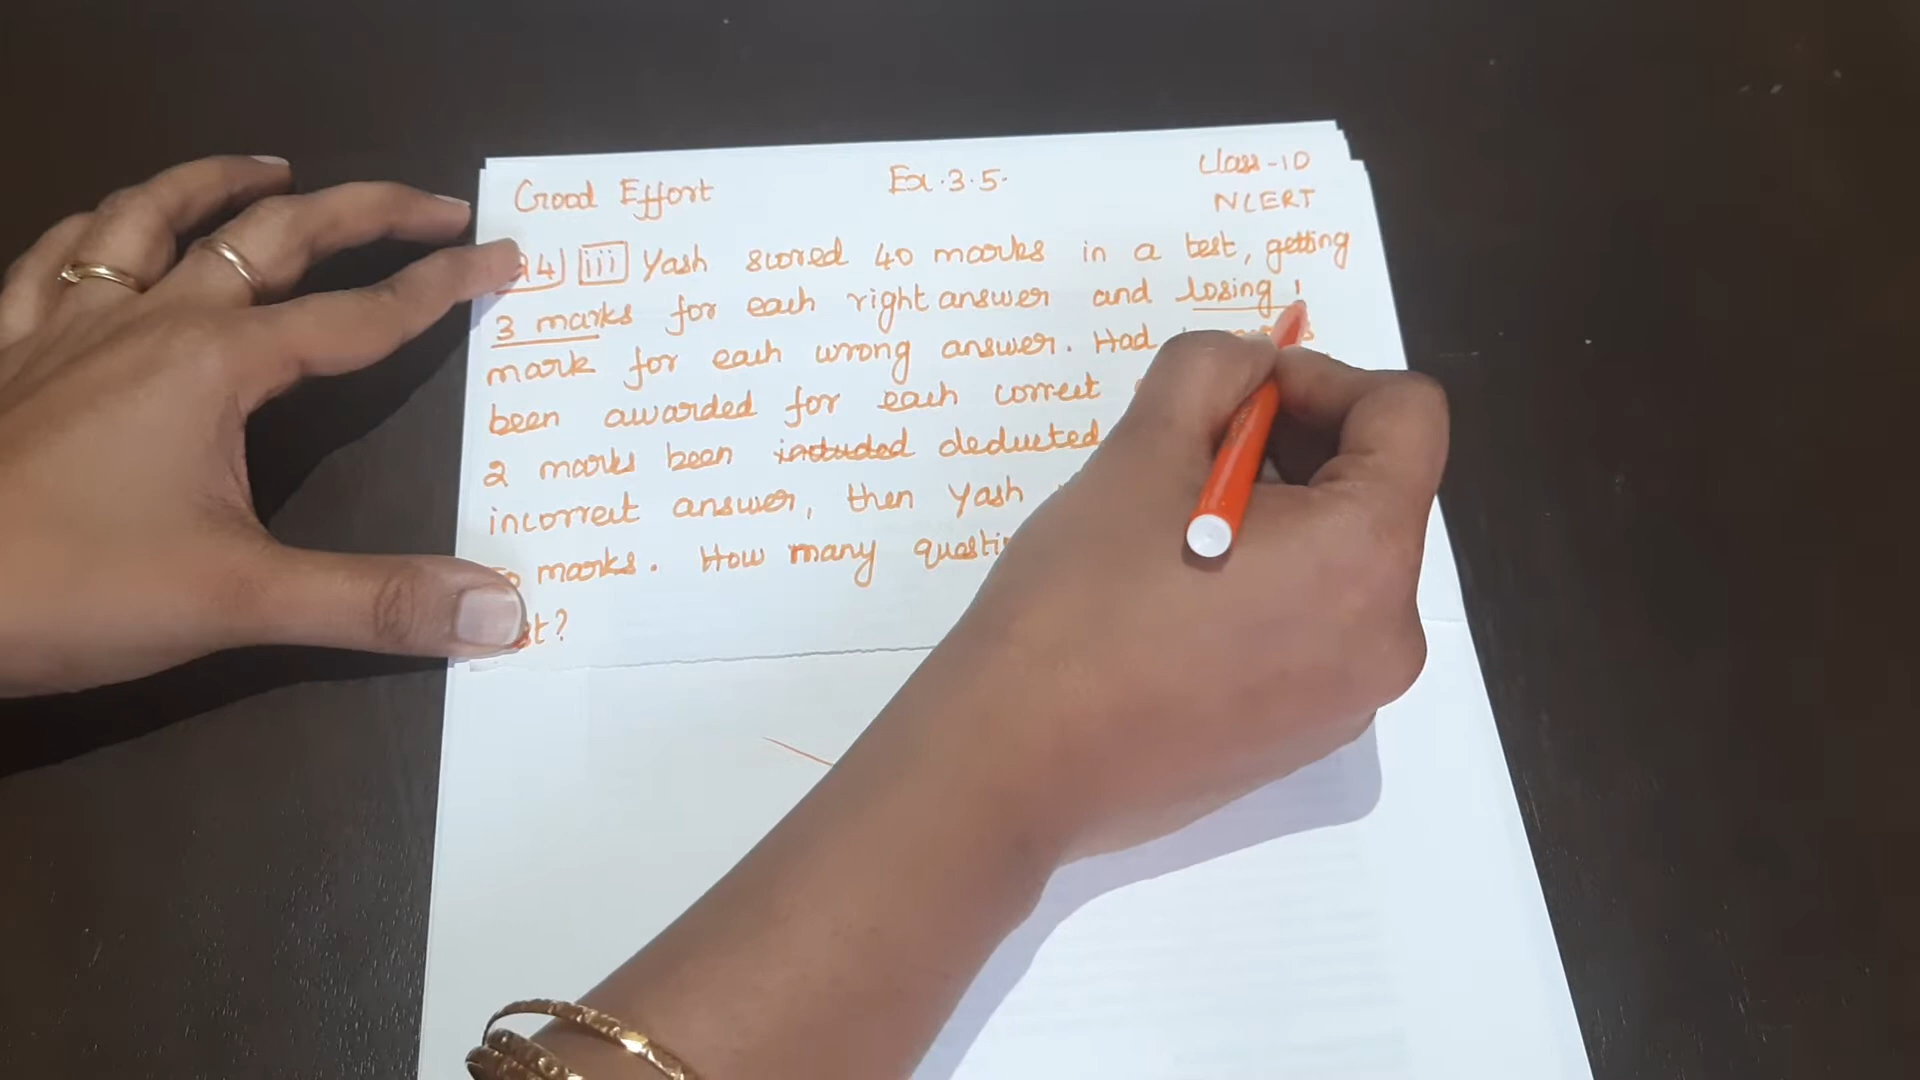 Good Effort Ex.3.5. Class-10
NCERT
4) iii Yash scored 40 marks in a test, getting
3 marks for each right answer and losing 1
mark for each wrong answer. Had
been awarded for each correct
2 marks been included deducted
incorrect answer, then Yash
marks. How many